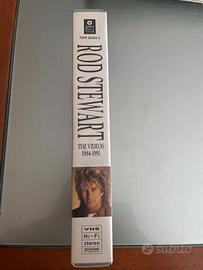 ROD STEWART
THE VIDEOS
1984-1991
VHS
Hi-Fi
stereo
subito